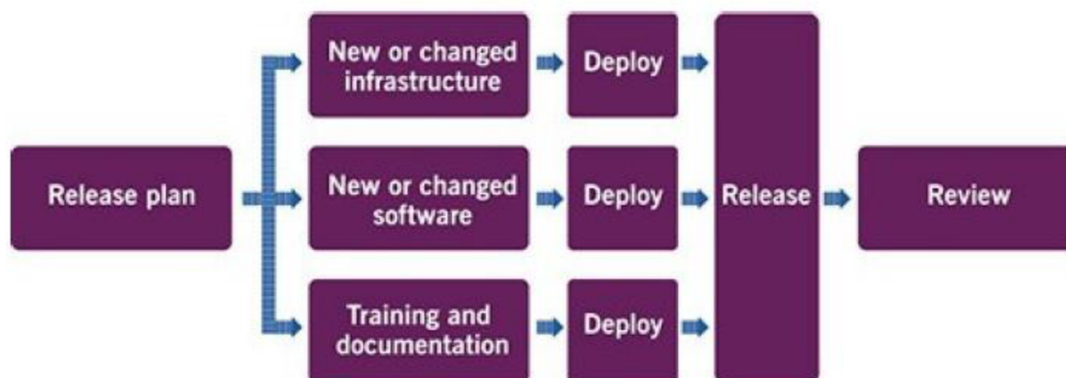 Release plan
New or changed
infrastructure
Deploy
New or changed
software
Deploy
Training and
documentation
Deploy
Release
Review